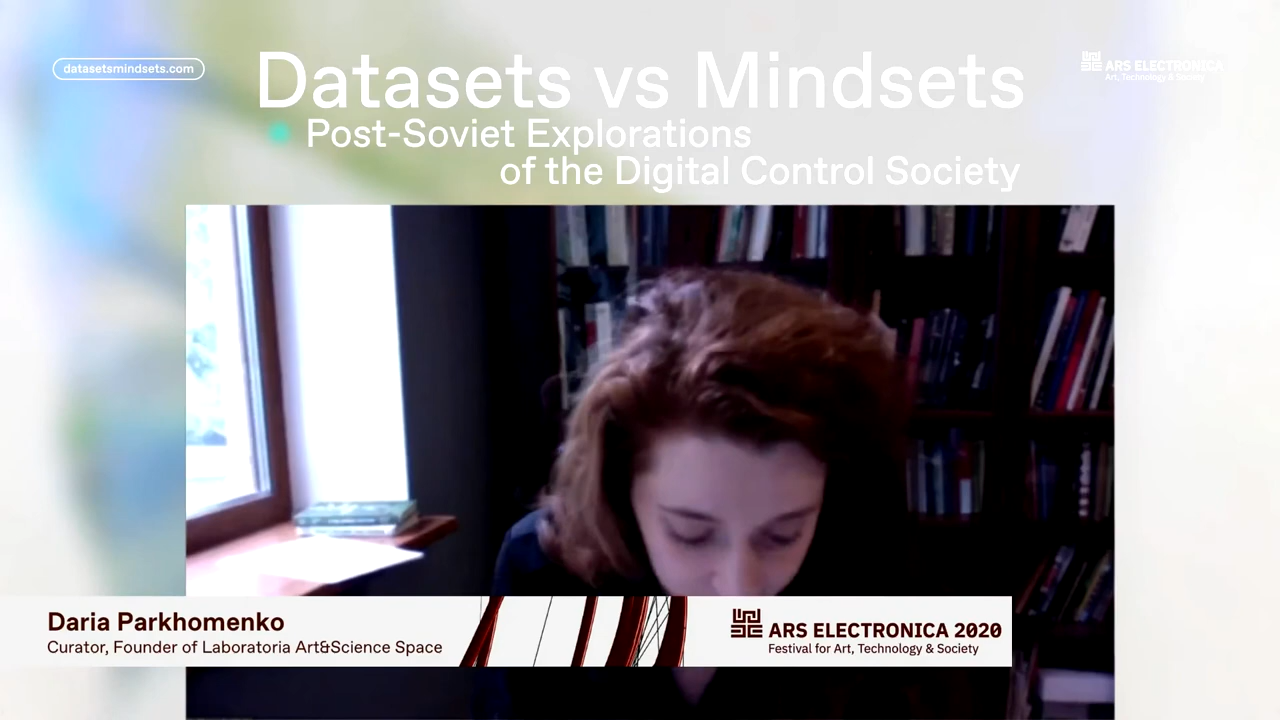 datasetsmindsets.com
Datasets vs Mindsets
Post-Soviet Explorations
of the Digital Control Society
ARS ELECTRONICA
Art, Technology & Society
Daria Parkhomenko
Curator, Founder of Laboratoria Art&Science Space
ARS ELECTRONICA 2020
Festival for Art, Technology & Society